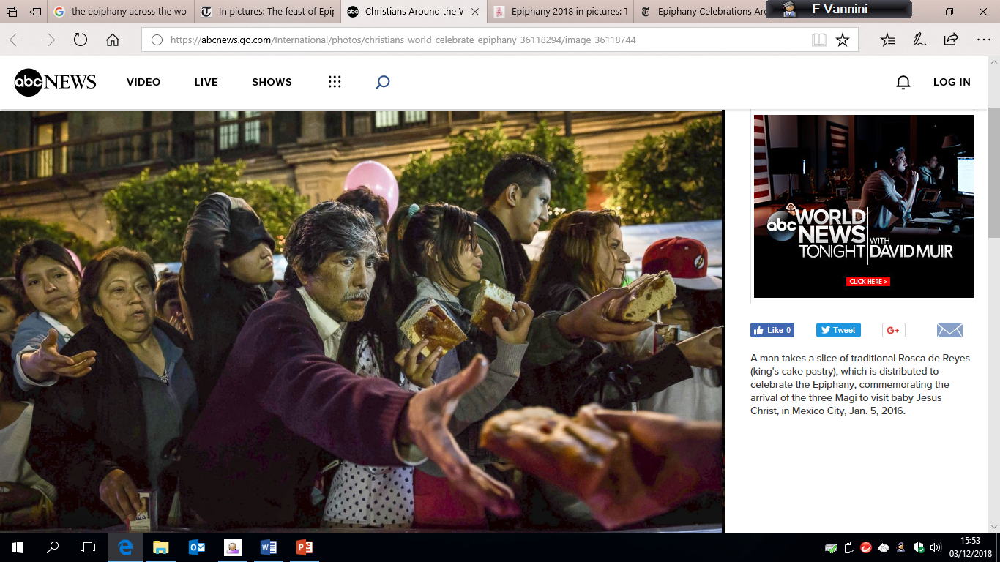 the epiphany across the wo
In pictures: The feast of Epip
Christians Around the W
Epiphany 2018 in pictures: T
Epiphany Celebrations Aro
F Vannini
https://abcnews.go.com/International/photos/christians-world-celebrate-epiphany-36118294/image-36118744
abc NEWS
VIDEO
LIVE
SHOWS
LOG IN
abc WORLD
NEWS
TONIGHT
WITH
DAVID MUIR
CLICK HERE >
Like 0
Tweet
G+
A man takes a slice of traditional Rosca de Reyes
(king's cake pastry), which is distributed to
celebrate the Epiphany, commemorating the
arrival of the three Magi to visit baby Jesus
Christ, in Mexico City, Jan. 5, 2016.
15:53
03/12/2018